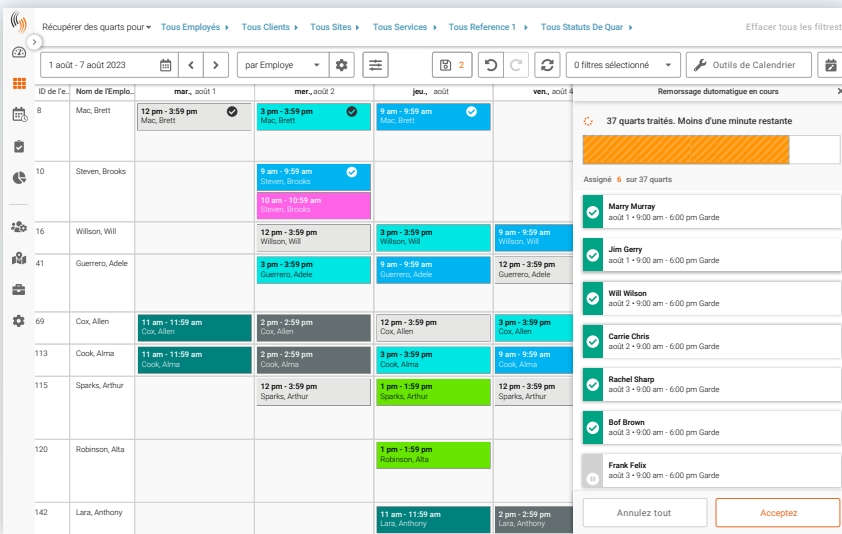 Récupérer des quarts pour
Tous Employés
Tous Clients
Tous Sites
Tous Services
Tous Reference 1
Tous Statuts De Quar
Effacer tous les filtrest
1 août - 7 août 2023
par Employe
2
0 filtres sélectionné
Outils de Calendrier
ID de l'e..
Nom de l'Emplo..
mar., août 1
mer., août 2
jeu., août
ven., août 4
8
Mac, Brett
12 pm - 3:59 pm
Mac, Brett
3 pm - 3:59 pm
Mac, Brett
9 am - 9:59 am
Mac, Brett
10
Steven, Brooks
9 am - 9:59 am
Steven, Brooks
10 am - 10:59 am
Steven, Brooks
16
Willson, Will
12 pm - 3:59 pm
Willson, Will
3 pm - 3:59 pm
Willson, Will
9 am - 9:59 am
Willson, Will
41
Guerrero, Adele
3 pm - 3:59 pm
Guerrero, Adele
9 am - 9:59 am
Guerrero, Adele
12 pm - 3:59 pm
Guerrero, Adele
69
Cox, Allen
11 am - 11:59 am
Cox, Allen
2 pm - 2:59 pm
Cox, Allen
12 pm - 3:59 pm
Cox, Allen
3 pm - 3:59 pm
Cox, Allen
113
Cook, Alma
11 am - 11:59 am
Cook, Alma
2 pm - 2:59 pm
Cook, Alma
3 pm - 3:59 pm
Cook, Alma
9 am - 9:59 am
Cook, Alma
115
Sparks, Arthur
12 pm - 3:59 pm
Sparks, Arthur
1 pm - 1:59 pm
Sparks, Arthur
12 pm - 3:59 pm
Sparks, Arthur
120
Robinson, Alta
1 pm - 1:59 pm
Robinson, Alta
142
Lara, Anthony
11 am - 11:59 am
Lara, Anthony
2 pm - 2:59 pm
Lara, Anthony
Remorssage dutomatigue en cours
37 quarts traités. Moins d'une minute restante
Assigné 6 sur 37 quarts
Marry Murray
août 1 • 9:00 am - 6:00 pm Garde
Jim Gerry
août 1 • 9:00 am - 6:00 pm Garde
Will Wilson
août 2 • 9:00 am - 6:00 pm Garde
Carrie Chris
août 2 • 9:00 am - 6:00 pm Garde
Rachel Sharp
août 3 • 9:00 am - 6:00 pm Garde
Bof Brown
août 3 • 9:00 am - 6:00 pm Garde
Frank Felix
août 3 • 9:00 am - 6:00 pm Garde
Annulez tout
Acceptez